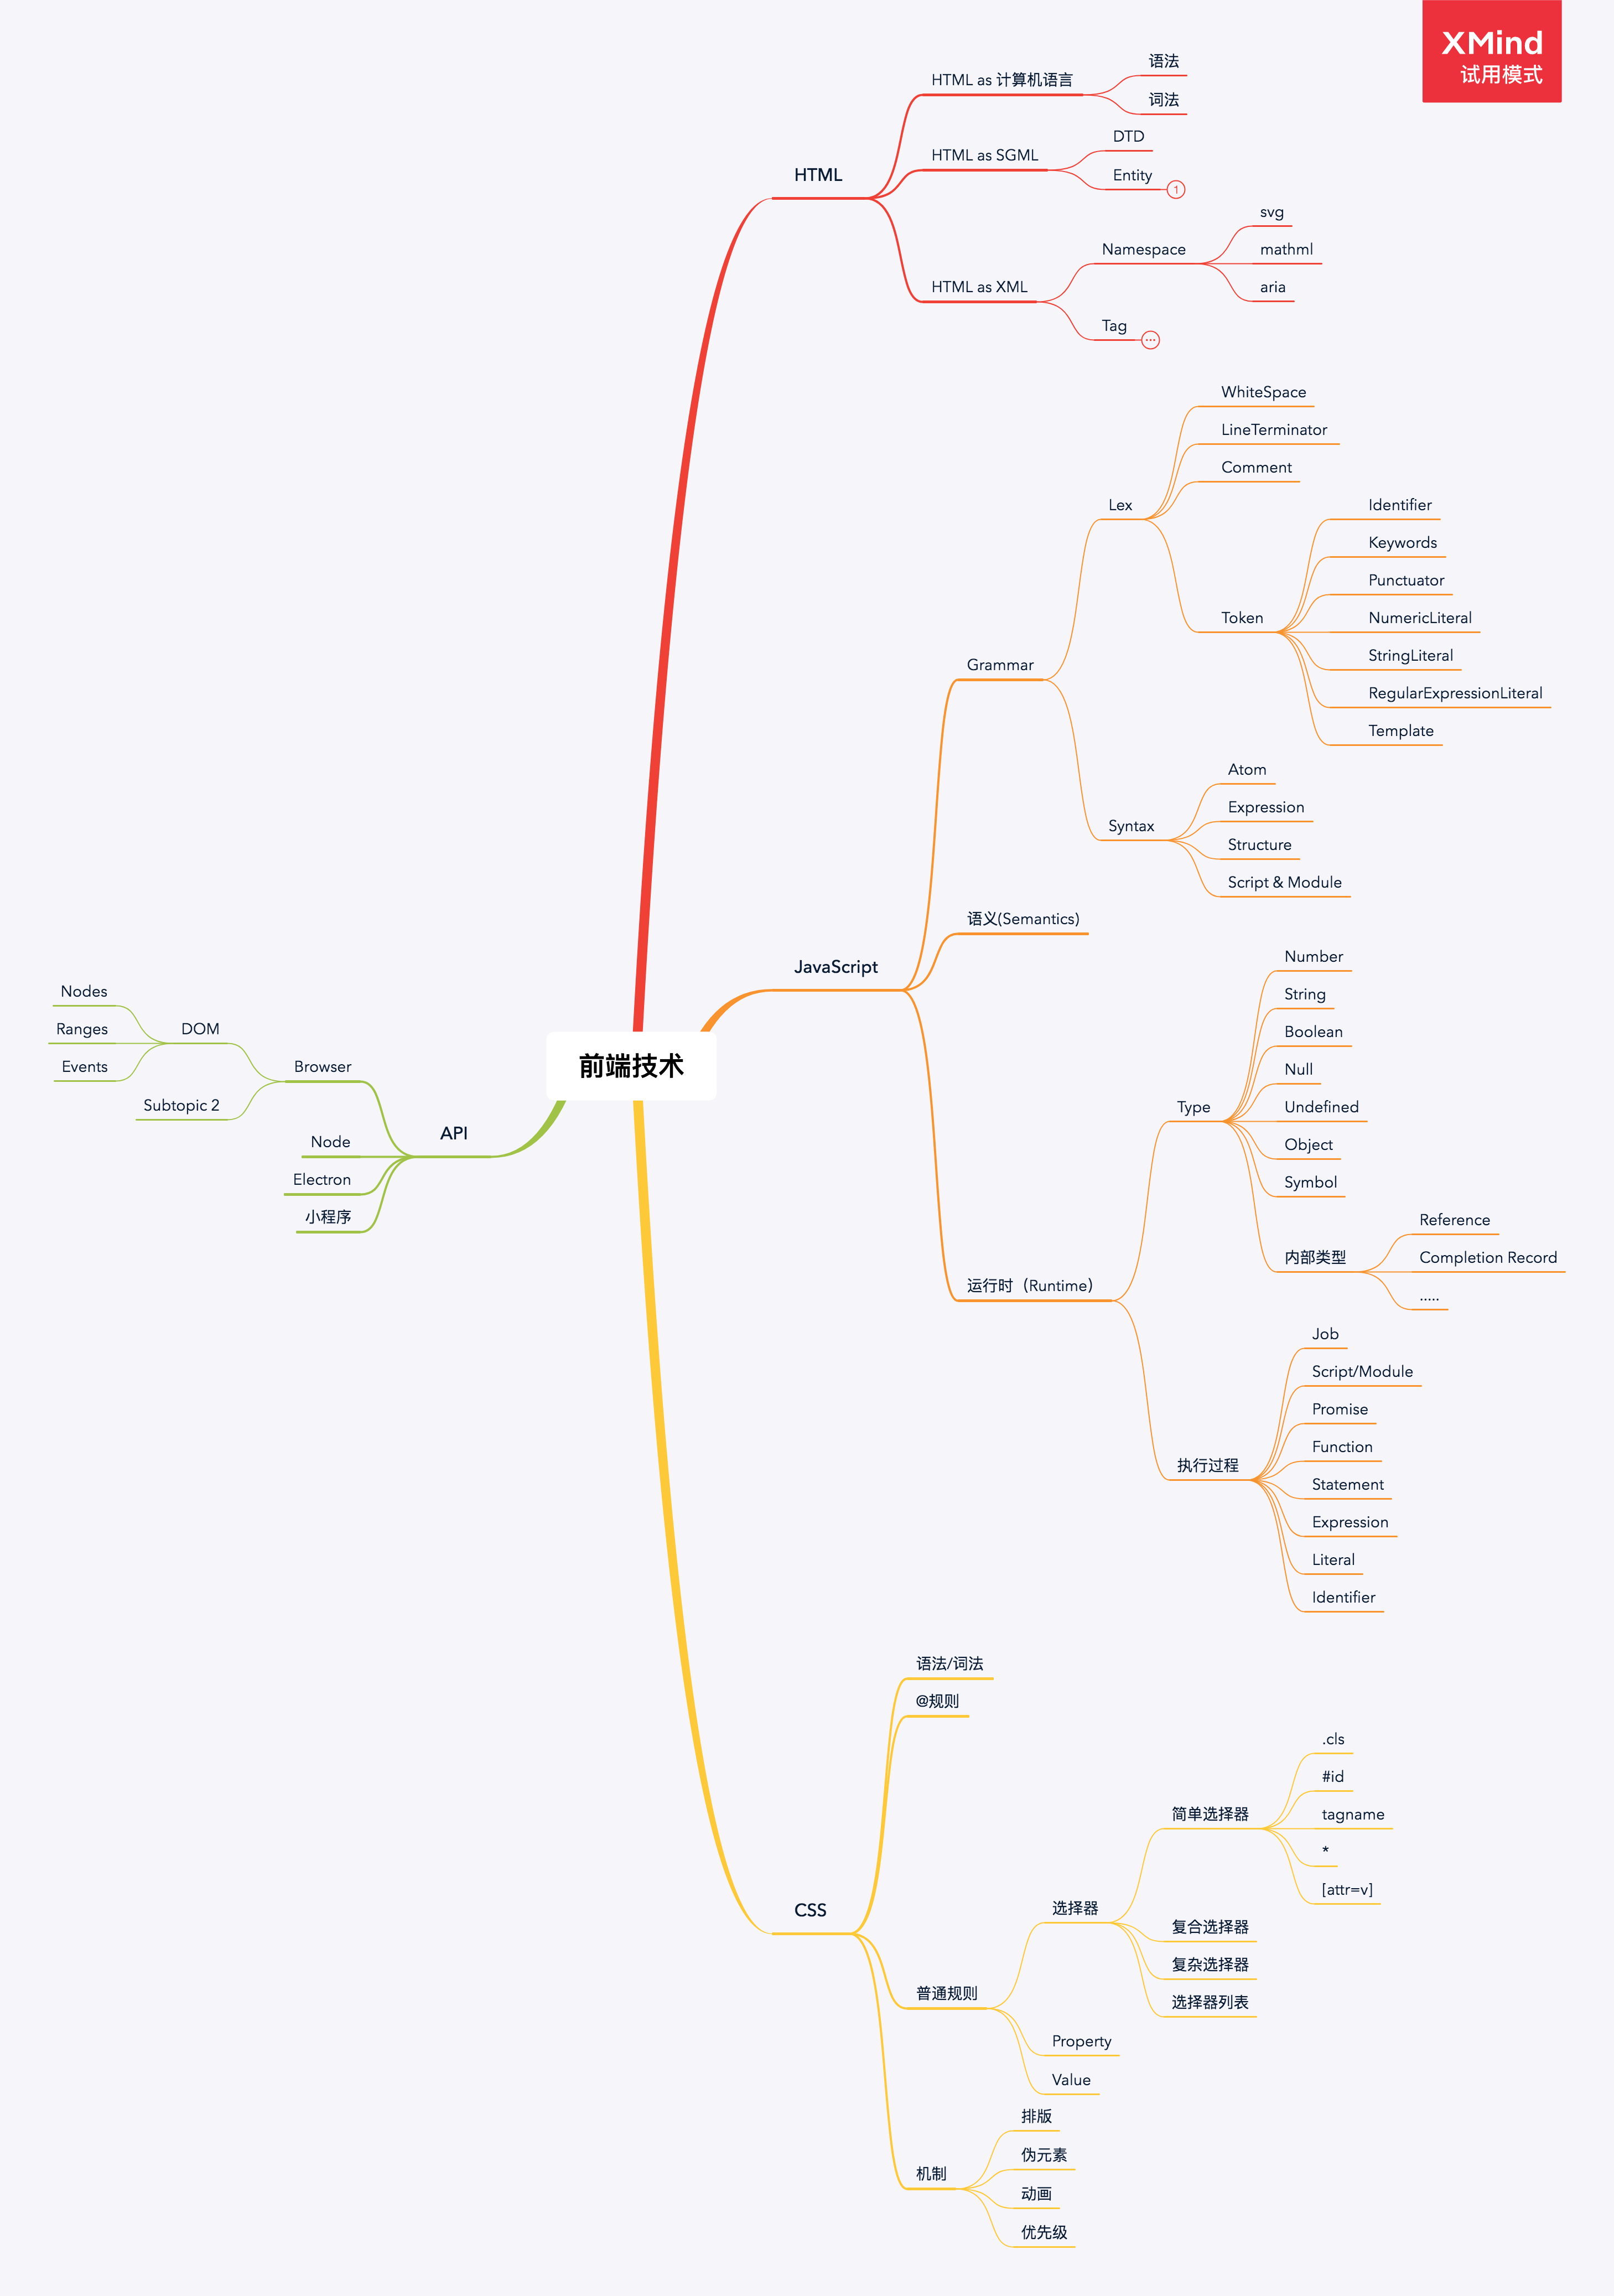 XMind
试用模式
前端技术
HTML
HTML as 计算机语言
语法
词法
HTML as SGML
DTD
Entity
1
HTML as XML
Namespace
svg
mathml
aria
Tag
JavaScript
Grammar
Lex
WhiteSpace
LineTerminator
Comment
Token
Identifier
Keywords
Punctuator
NumericLiteral
StringLiteral
RegularExpressionLiteral
Template
Syntax
Atom
Expression
Structure
Script & Module
语义(Semantics)
运行时（Runtime）
Type
Number
String
Boolean
Null
Undefined
Object
Symbol
内部类型
Reference
Completion Record
.....
执行过程
Job
Script/Module
Promise
Function
Statement
Expression
Literal
Identifier
CSS
语法/词法
@规则
普通规则
选择器
简单选择器
.cls
#id
tagname
*
[attr=v]
复合选择器
复杂选择器
选择器列表
Property
Value
机制
排版
伪元素
动画
优先级
API
Browser
DOM
Nodes
Ranges
Events
Subtopic 2
Node
Electron
小程序